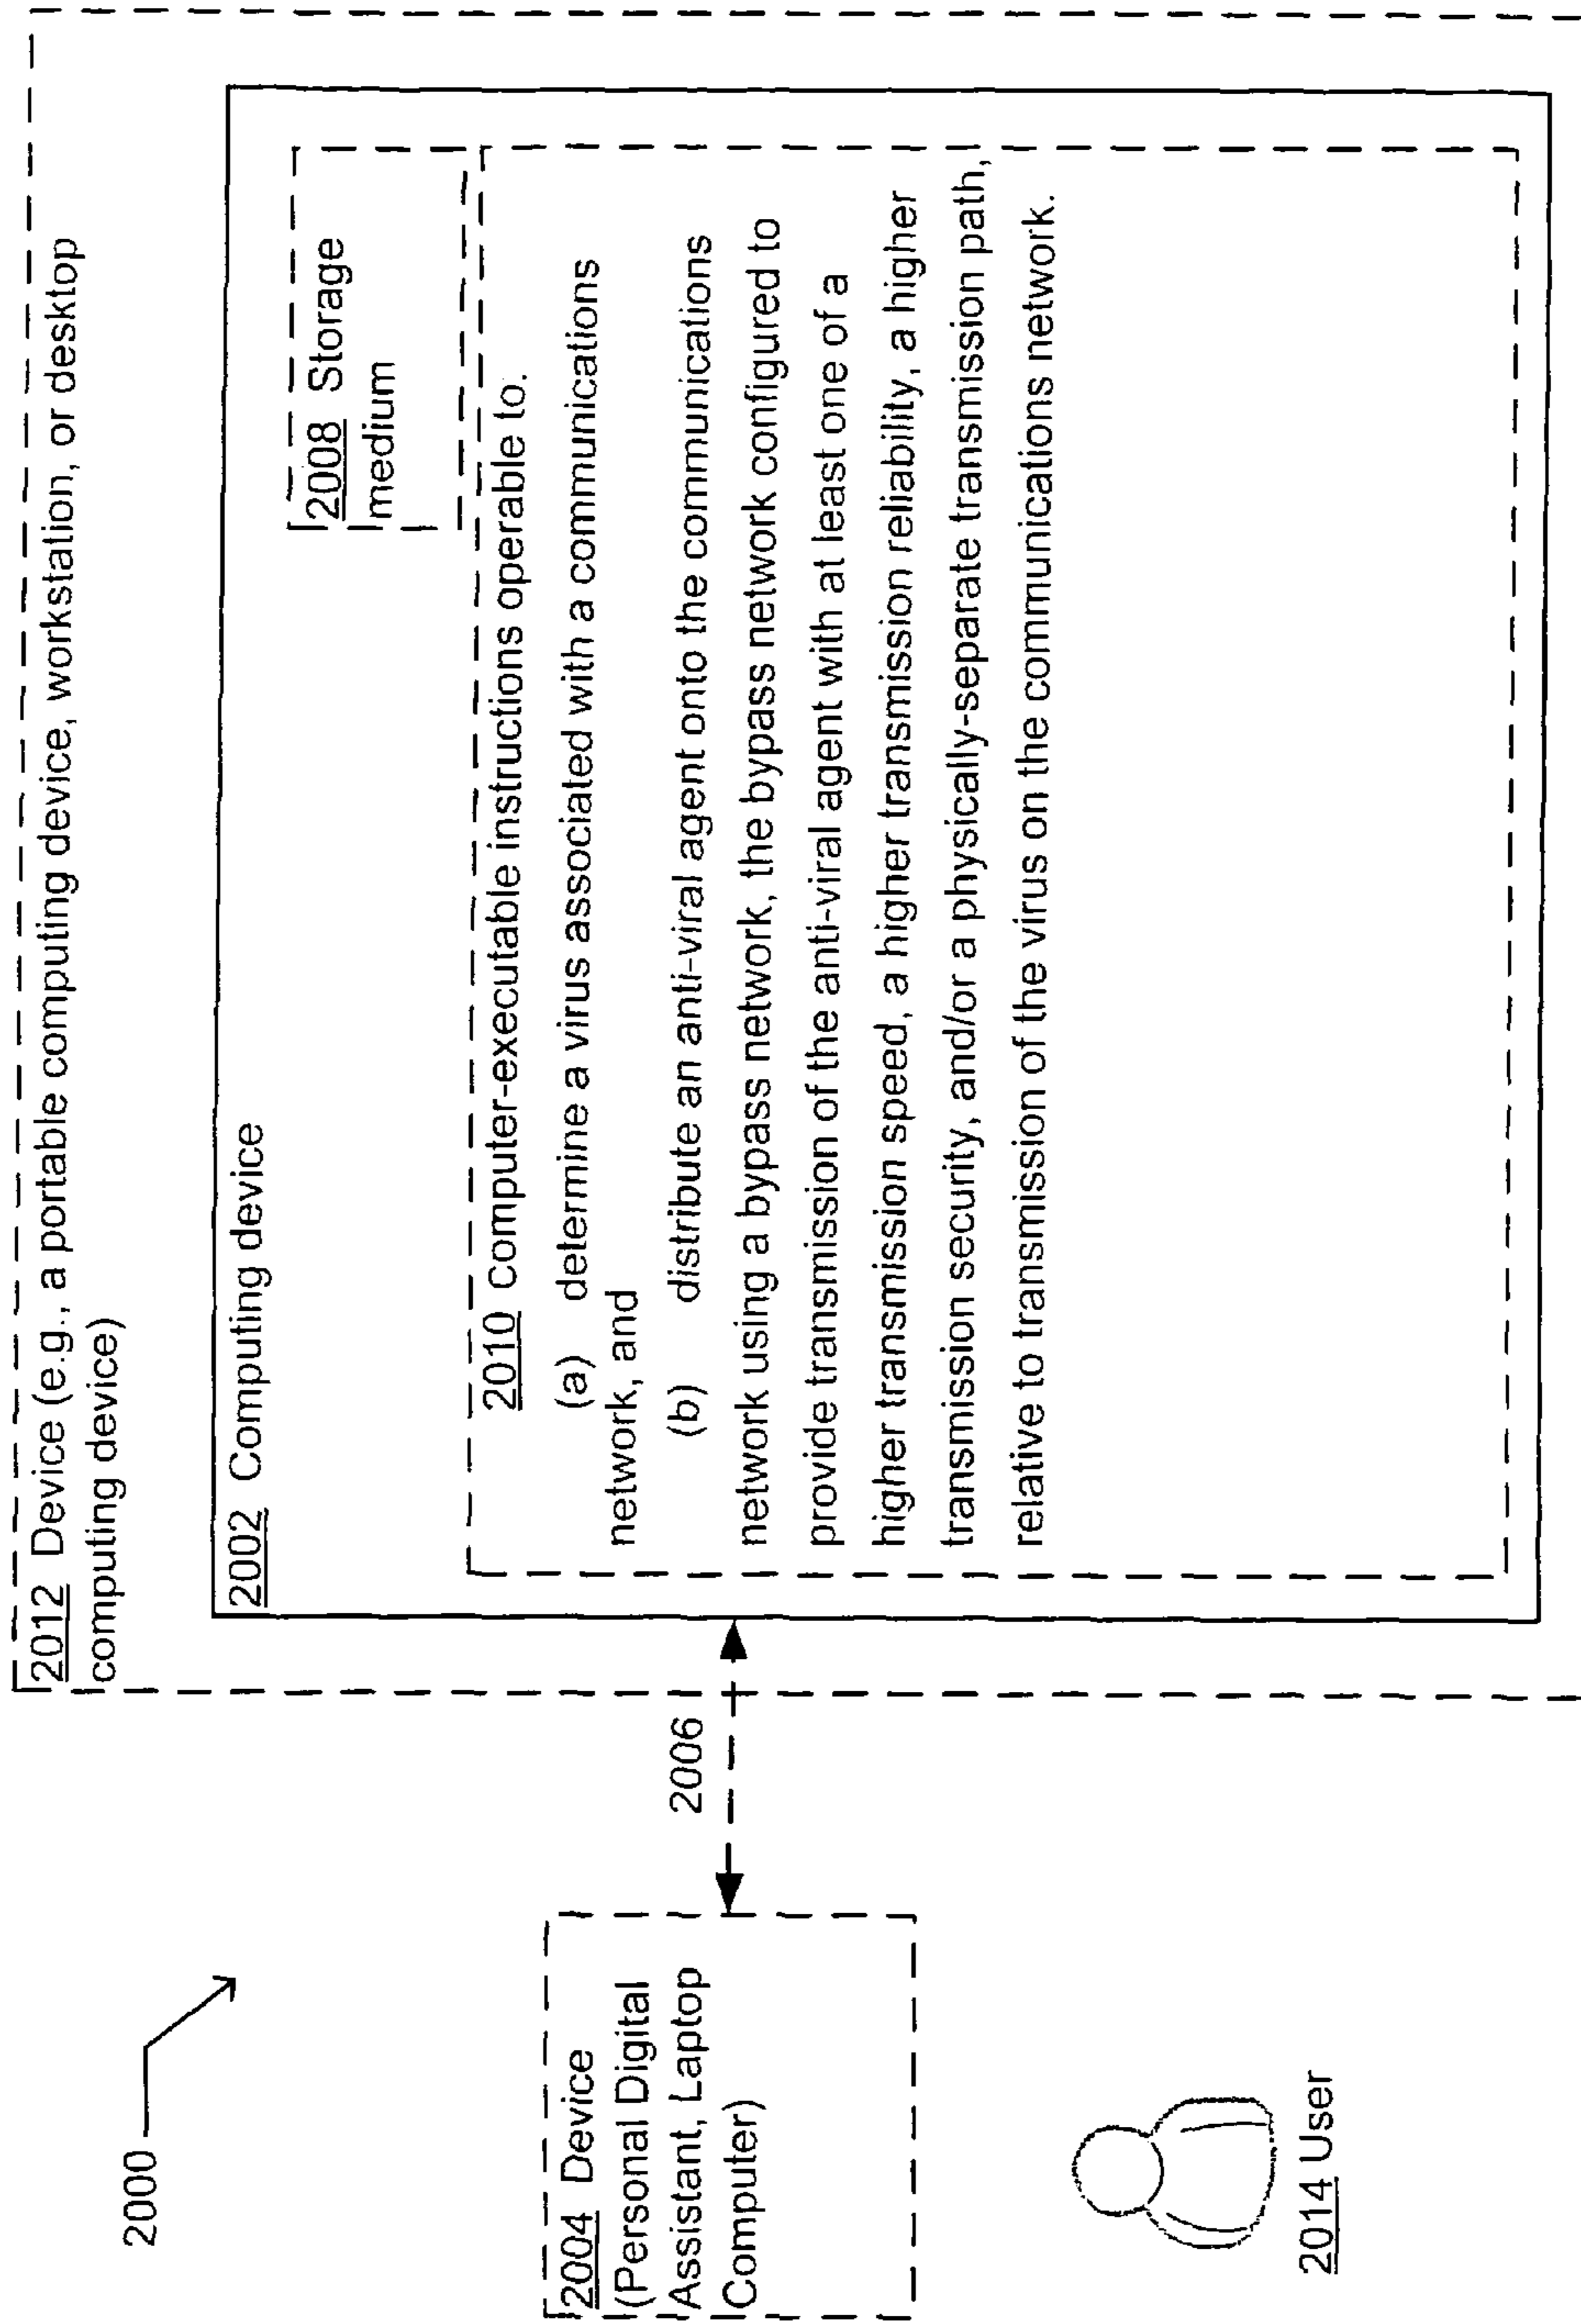 2000
2012 Device (e.g., a portable computing device, workstation, or desktop
computing device)
2002 Computing device
2008 Storage
medium
2010 Computer-executable instructions operable to.
(a) determine a virus associated with a communications
network, and
(b) distribute an anti-viral agent onto the communications
network using a bypass network, the bypass network configured to
provide transmission of the anti-viral agent with at least one of a
higher transmission speed, a higher transmission reliability, a higher
transmission security, and/or a physically-separate transmission path,
relative to transmission of the virus on the communications network.
2006
2004 Device
(Personal Digital
Assistant, Laptop
Computer)
2014 User